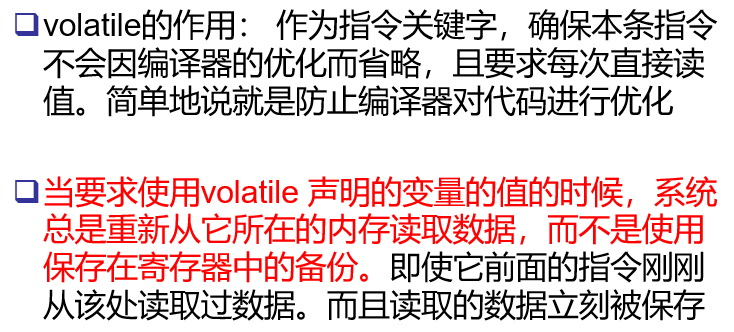 volatile的作用： 作为指令关键字，确保本条指令
不会因编译器的优化而省略，且要求每次直接读
值。简单地说就是防止编译器对代码进行优化
当要求使用volatile 声明的变量的值的时候，系统
总是重新从它所在的内存读取数据，而不是使用
保存在寄存器中的备份。即使它前面的指令刚刚
从该处读取过数据。而且读取的数据立刻被保存